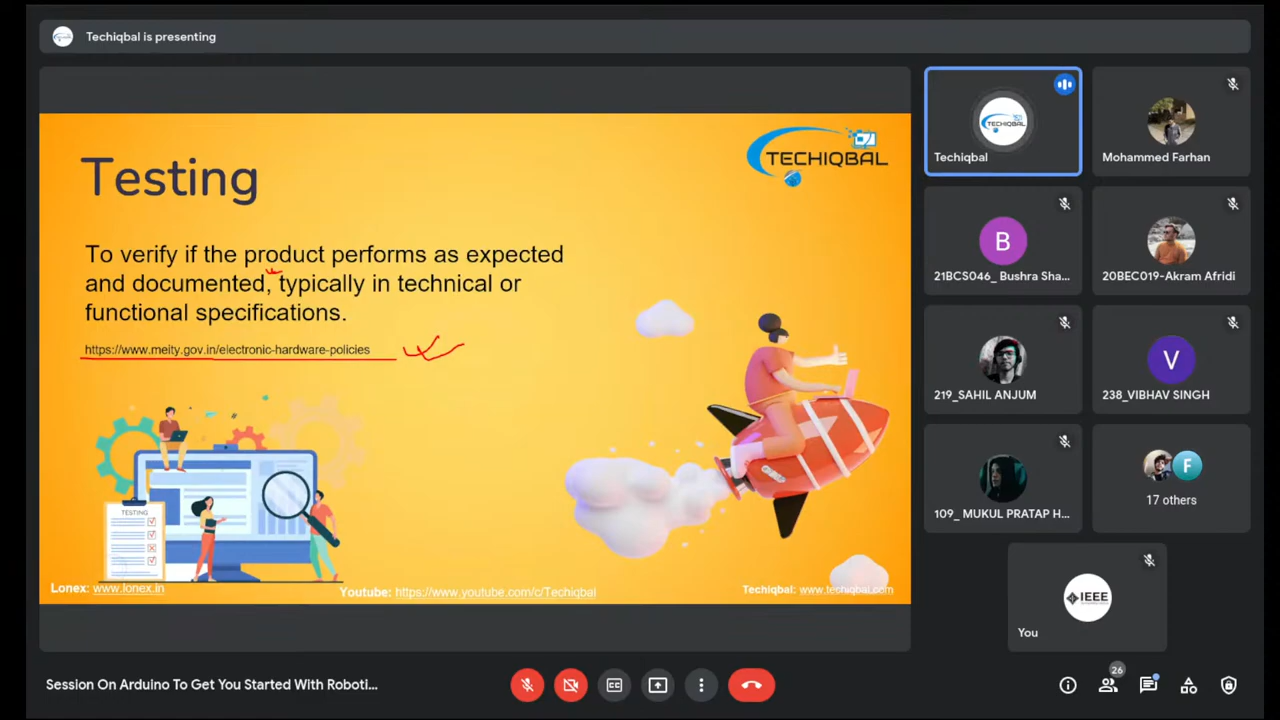 Techiqbal is presenting
Testing
TECHIQBAL
To verify if the product performs as expected
and documented, typically in technical or
functional specifications.
https://www.meity.gov.in/electronic-hardware-policies
TESTING
Lonex: www.lonex.in
Youtube: https://www.youtube.com/c/Techiqbal
Techiqbal: www.techiqbal.com
TECHIQBAL
Techiqbal
Mohammed Farhan
B
21BCS046_ Bushra Sha...
20BEC019-Akram Afridi
219_SAHIL ANJUM
V
238_VIBHAV SINGH
109_ MUKUL PRATAP H...
F
17 others
IEEE
You
Session On Arduino To Get You Started With Roboti...
CC
26